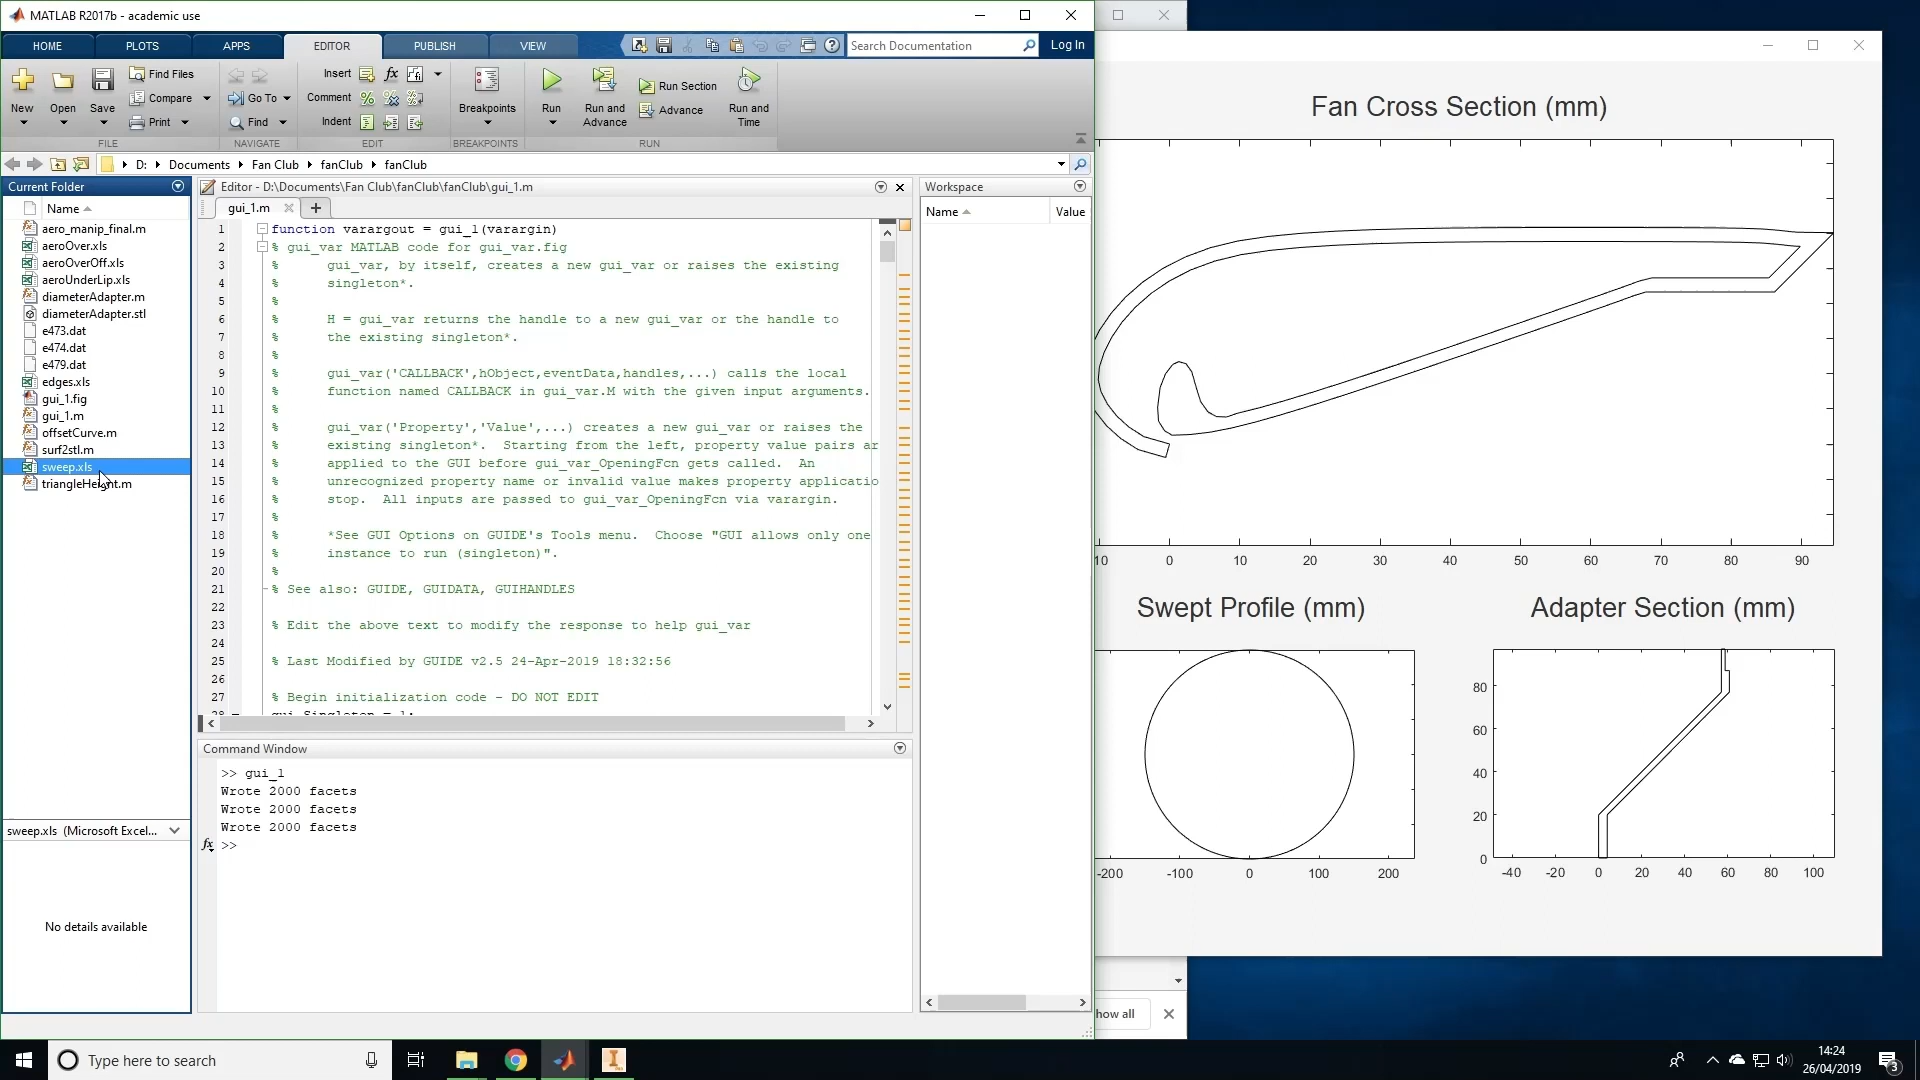 MATLAB R2017b - academic use
HOME
PLOTS
APPS
EDITOR
PUBLISH
VIEW
Search Documentation
Log In
New
Open
Save
Find Files
Compare
Print
FILE
Go To
Find
NAVIGATE
Insert
Comment
Indent
EDIT
Breakpoints
BREAKPOINTS
Run
Run and
Advance
Run Section
Advance
Run and
Time
RUN
D:
Documents
Fan Club
fanClub
fanClub
Current Folder
Name
aero_manip_final.m
aeroOver.xls
aeroOverOff.xls
aeroUnderLip.xls
diameterAdapter.m
diameterAdapter.stl
e473.dat
e474.dat
e479.dat
edges.xls
gui_1.fig
gui_1.m
offsetCurve.m
surf2stl.m
sweep.xls
triangleHeight.m
sweep.xls (Microsoft Excel...
No details available
Editor - D:\Documents\Fan Club\fanClub\fanClub\gui_1.m
gui_1.m
1 function varargout = gui_1(varargin)
2 % gui_var MATLAB code for gui_var.fig
3 % gui_var, by itself, creates a new gui_var or raises the existing
4 % singleton*.
5 %
6 % H = gui_var returns the handle to a new gui_var or the handle to
7 % the existing singleton*.
8 %
9 % gui_var('CALLBACK',hObject,eventData,handles,...) calls the local
10 % function named CALLBACK in gui_var.M with the given input arguments.
11 %
12 % gui_var('Property','Value',...) creates a new gui_var or raises the
13 % existing singleton*. Starting from the left, property value pairs ar
14 % applied to the GUI before gui_var_OpeningFcn gets called. An
15 % unrecognized property name or invalid value makes property applicatio
16 % stop. All inputs are passed to gui_var_OpeningFcn via varargin.
17 %
18 % *See GUI Options on GUIDE's Tools menu. Choose "GUI allows only one
19 % instance to run (singleton)".
20 %
21 % See also: GUIDE, GUIDATA, GUIHANDLES
22
23 % Edit the above text to modify the response to help gui_var
24
25 % Last Modified by GUIDE v2.5 24-Apr-2019 18:32:56
26
27 % Begin initialization code - DO NOT EDIT
28 gui_Singleton = 1;
Command Window
>> gui_1
Wrote 2000 facets
Wrote 2000 facets
Wrote 2000 facets
fx >>
Workspace
Name
Value
Fan Cross Section (mm)
10 0 10 20 30 40 50 60 70 80 90
Swept Profile (mm)
-200 -100 0 100 200
Adapter Section (mm)
80
60
40
20
0
-40 -20 0 20 40 60 80 100
how all
Type here to search
14:24
26/04/2019
3